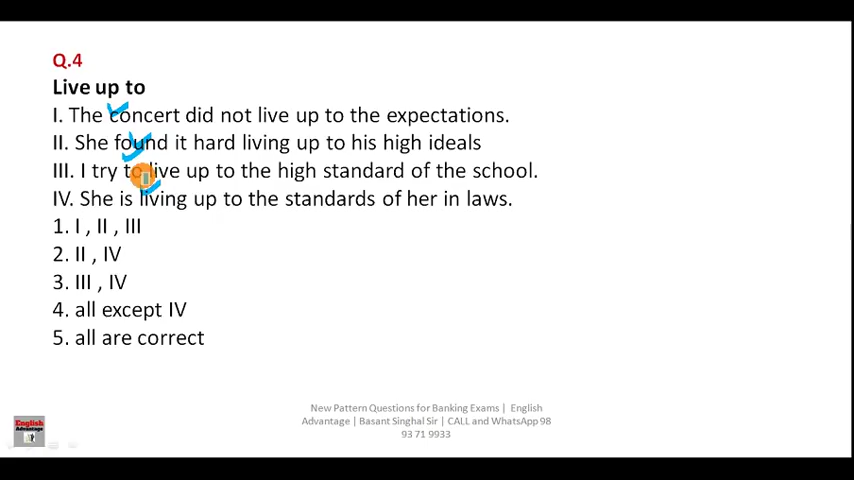 Q.4
Live up to
I. The concert did not live up to the expectations.
II. She found it hard living up to his high ideals
III. I try to live up to the high standard of the school.
IV. She is living up to the standards of her in laws.
1. I , II , III
2. II , IV
3. III , IV
4. all except IV
5. all are correct
New Pattern Questions for Banking Exams | English
Advantage | Basant Singhal Sir | CALL and WhatsApp 98
93 71 9933
English
Advantage